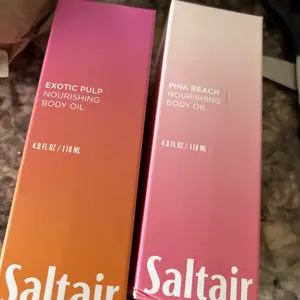 EXOTIC PULP
NOURISHING
BODY OIL
4.0 FL OZ / 118 ML
Saltair
PINK BEACH
NOURISHING
BODY OIL
4.0 FL OZ / 118 ML
Saltair